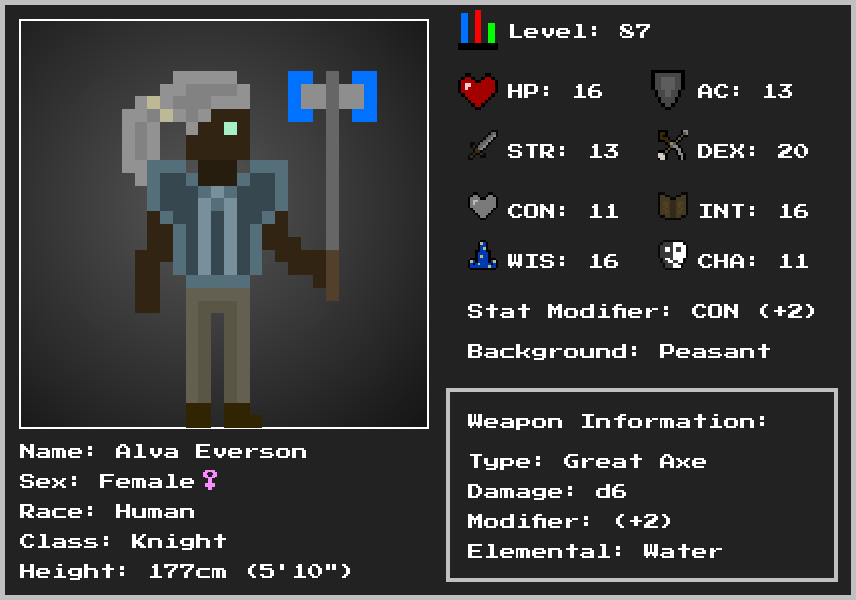 Level: 87
HP: 16
AC: 13
STR: 13
DEX: 20
CON: 11
INT: 16
WIS: 16
CHA: 11
Stat Modifier: CON (+2)
Background: Peasant
Name: Alva Everson
Sex: Female♀
Race: Human
Class: Knight
Height: 177cm (5'10")
Weapon Information:
Type: Great Axe
Damage: d6
Modifier: (+2)
Elemental: Water